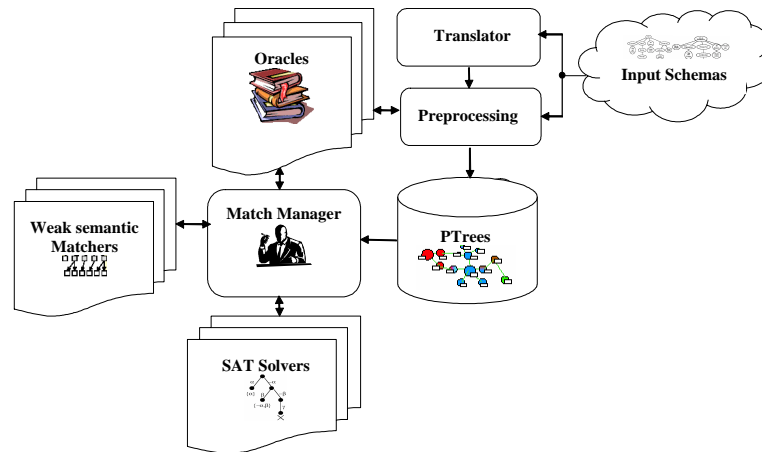 Oracles
Translator
Input Schemas
Preprocessing
Match Manager
Weak semantic
Matchers
PTrees
SAT Solvers